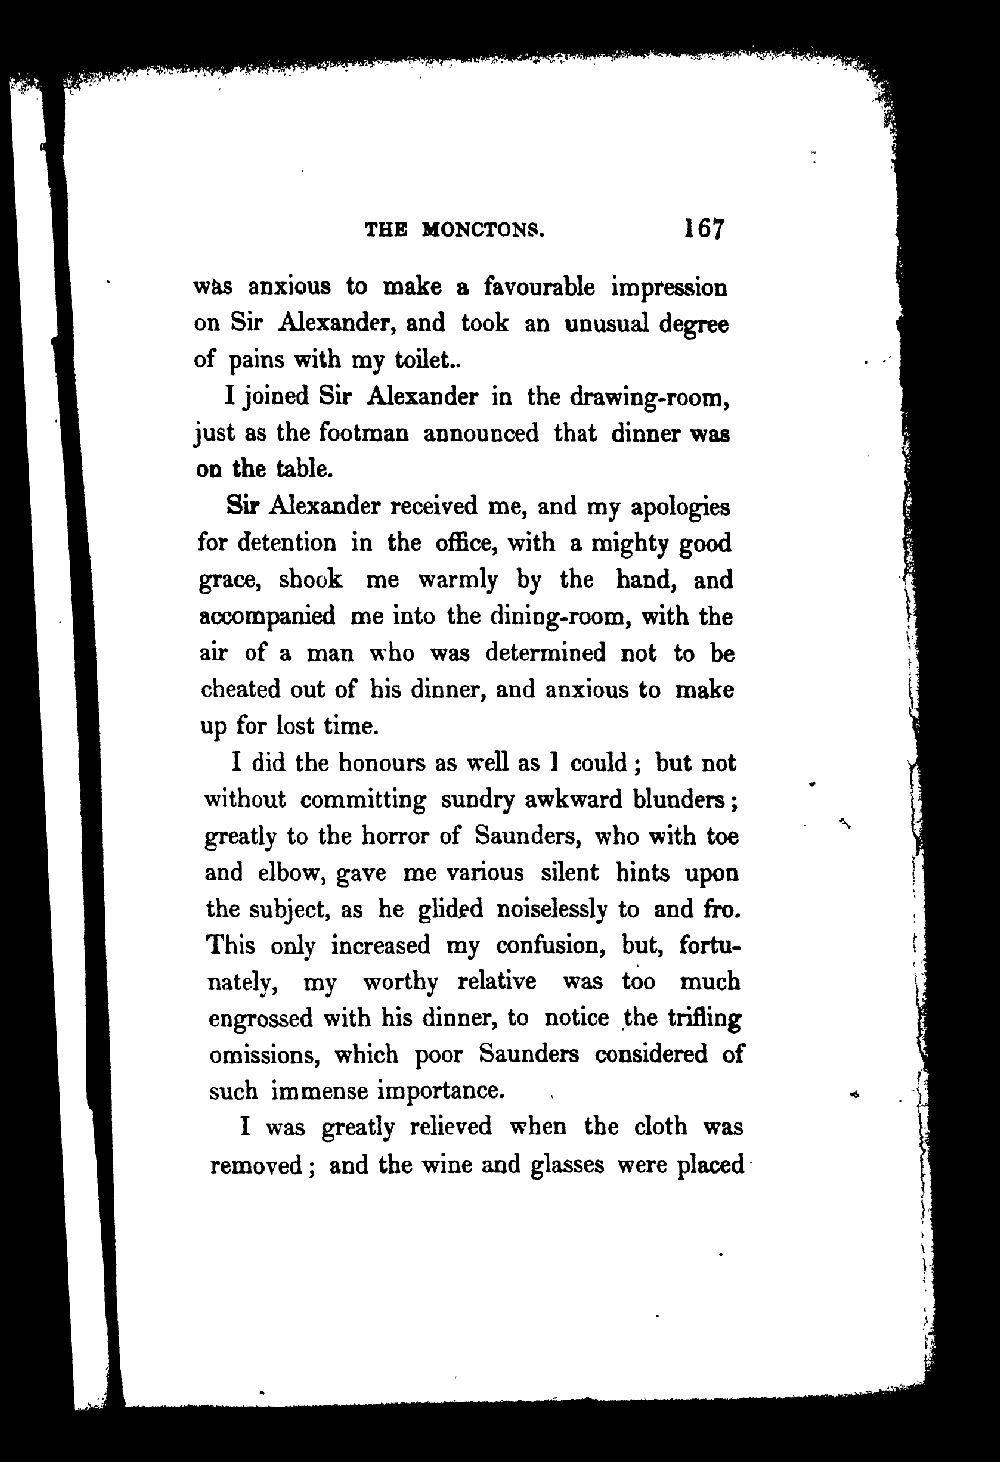 THE MONCTONS. 167
was anxious to make a favourable impression
on Sir Alexander, and took an unusual degree
of pains with my toilet..
I joined Sir Alexander in the drawing-room,
just as the footman announced that dinner was
on the table.
Sir Alexander received me, and my apologies
for detention in the office, with a mighty good
grace, shook me warmly by the hand, and
accompanied me into the dining-room, with the
air of a man who was determined not to be
cheated out of his dinner, and anxious to make
up for lost time.
I did the honours as well as I could ; but not
without committing sundry awkward blunders ;
greatly to the horror of Saunders, who with toe
and elbow, gave me various silent hints upon
the subject, as he glided noiselessly to and fro.
This only increased my confusion, but, fortu-
nately, my worthy relative was too much
engrossed with his dinner, to notice the trifling
omissions, which poor Saunders considered of
such immense importance.
I was greatly relieved when the cloth was
removed ; and the wine and glasses were placed